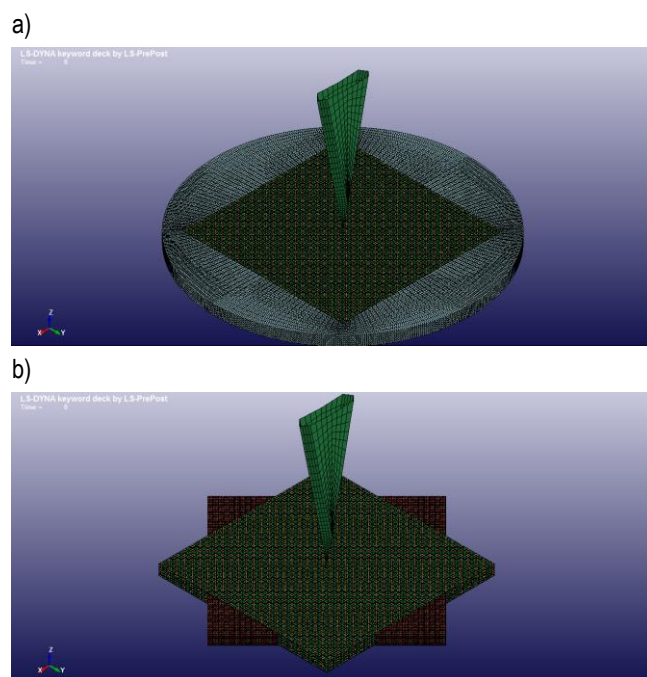 a)
LS-DYNA keyword deck by LS-PrePost
Time = 0
Z
X Y
b)
LS-DYNA keyword deck by LS-PrePost
Time = 0
Z
X Y